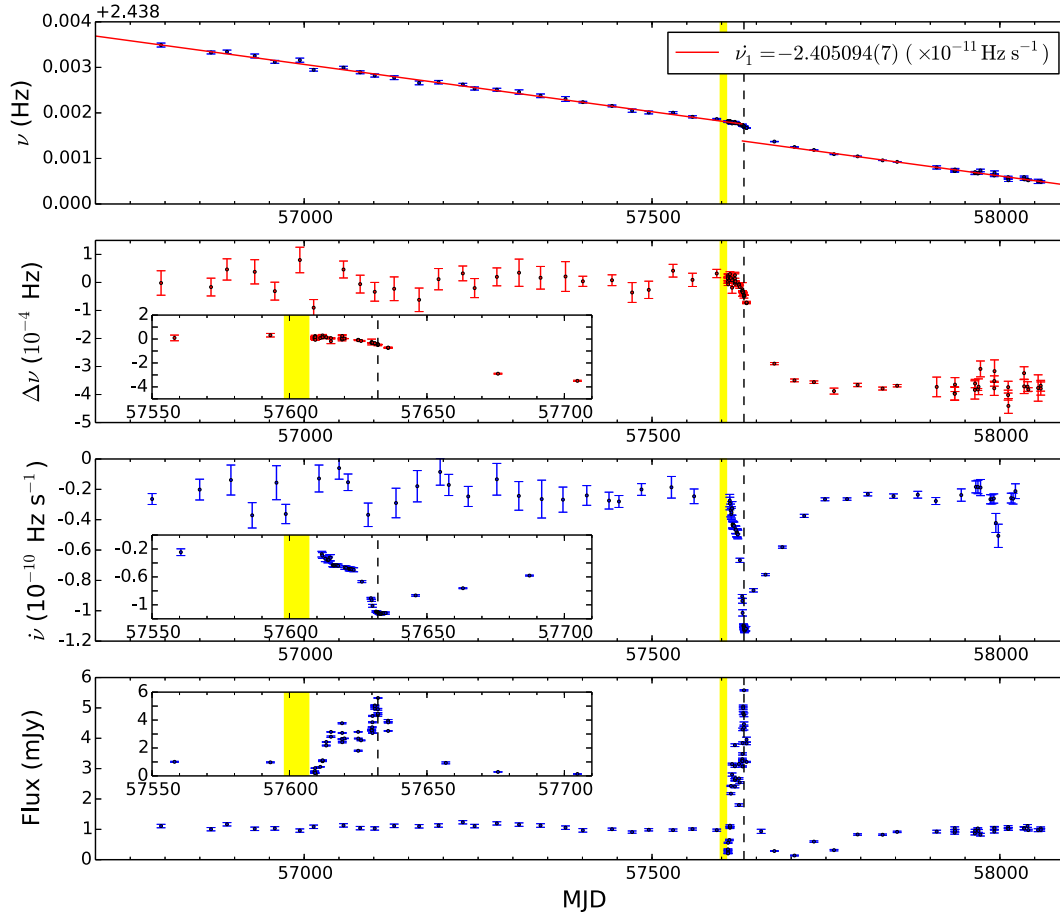 +2.438
0.004
0.003
0.002
0.001
0.000
ν (Hz)
ν̇₁ = −2.405094(7) (×10⁻¹¹ Hz s⁻¹)
57000 57500 58000
1
0
-1
-2
-3
-4
-5
Δν (10⁻⁴ Hz)
2
0
-2
-4
57550 57600 57650 57700
57000 57500 58000
0
-0.2
-0.4
-0.6
-0.8
-1
-1.2
ν̇ (10⁻¹⁰ Hz s⁻¹)
-0.2
-0.6
-1
57550 57600 57650 57700
57000 57500 58000
6
5
4
3
2
1
0
Flux (mJy)
6
4
2
0
57550 57600 57650 57700
57000 57500 58000
MJD